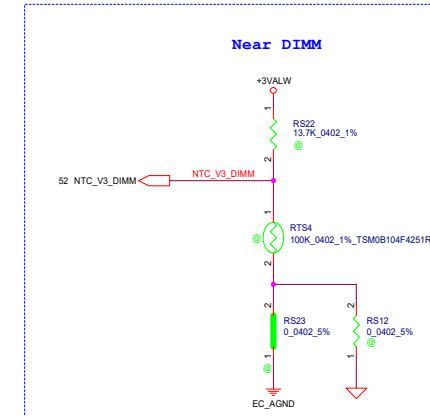 Near DIMM
+3VALW
1
RS22
13.7K_0402_1%
@
2
52 NTC_V3_DIMM
NTC_V3_DIMM
1
RTS4
@
100K_0402_1%_TSM0B104F4251R
2
2
RS23
0_0402_5%
1
@
2
RS12
0_0402_5%
@
1
EC_AGND